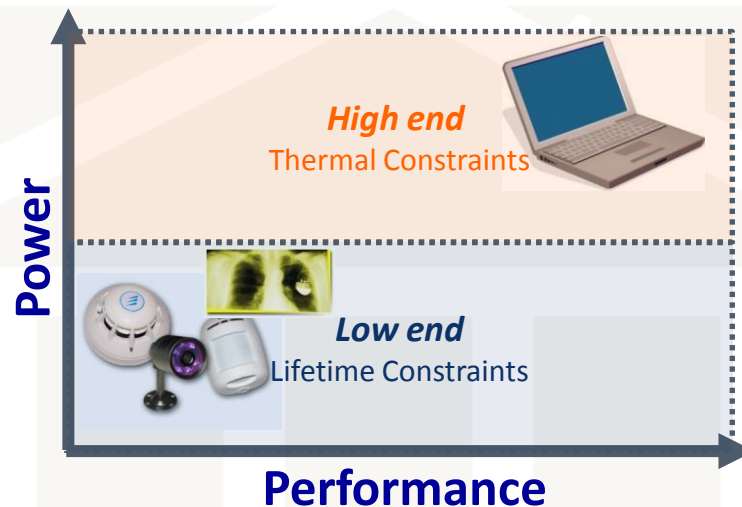 High end
Thermal Constraints
Power
Low end
Lifetime Constraints
Performance